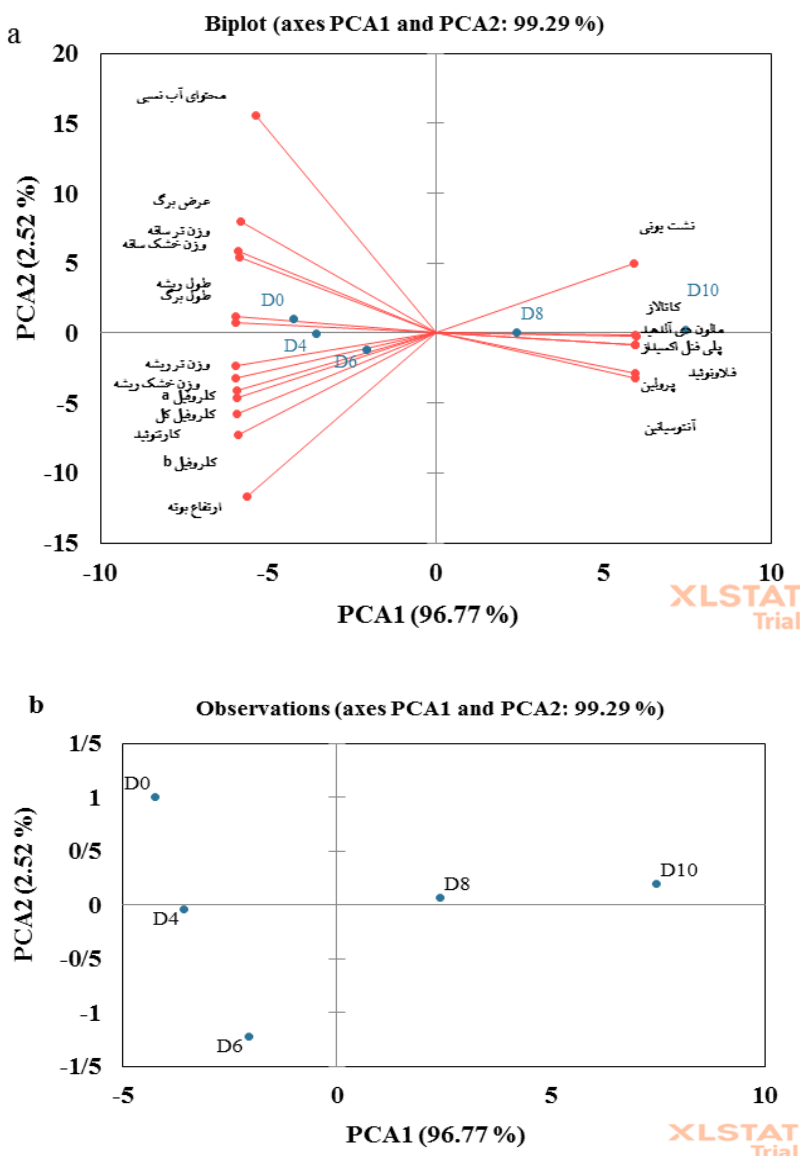 a
Biplot (axes PCA1 and PCA2: 99.29 %)
20
15
10
5
0
-5
-10
-15
PCA2 (2.52 %)
محتوای آب نسبی
عرض برگ
وزن تر ساقه
وزن خشک ساقه
طول ریشه
طول برگ
D0
D4
D6
وزن تر ریشه
وزن خشک ریشه
کلروفیل a
کلروفیل کل
کارتنوئید
کلروفیل b
ارتفاع بوته
نشت یونی
D8
D10
کاتالاز
مالون دی آلدهید
پلی فنل اکسیداز
فلاونوئید
پرولین
آنتوسیانین
-10
-5
0
5
10
PCA1 (96.77 %)
XLSTAT
Trial
b
Observations (axes PCA1 and PCA2: 99.29 %)
1/5
1
0/5
0
-0/5
-1
-1/5
PCA2 (2.52 %)
D0
D4
D6
D8
D10
-5
0
5
10
PCA1 (96.77 %)
XLSTAT
Trial